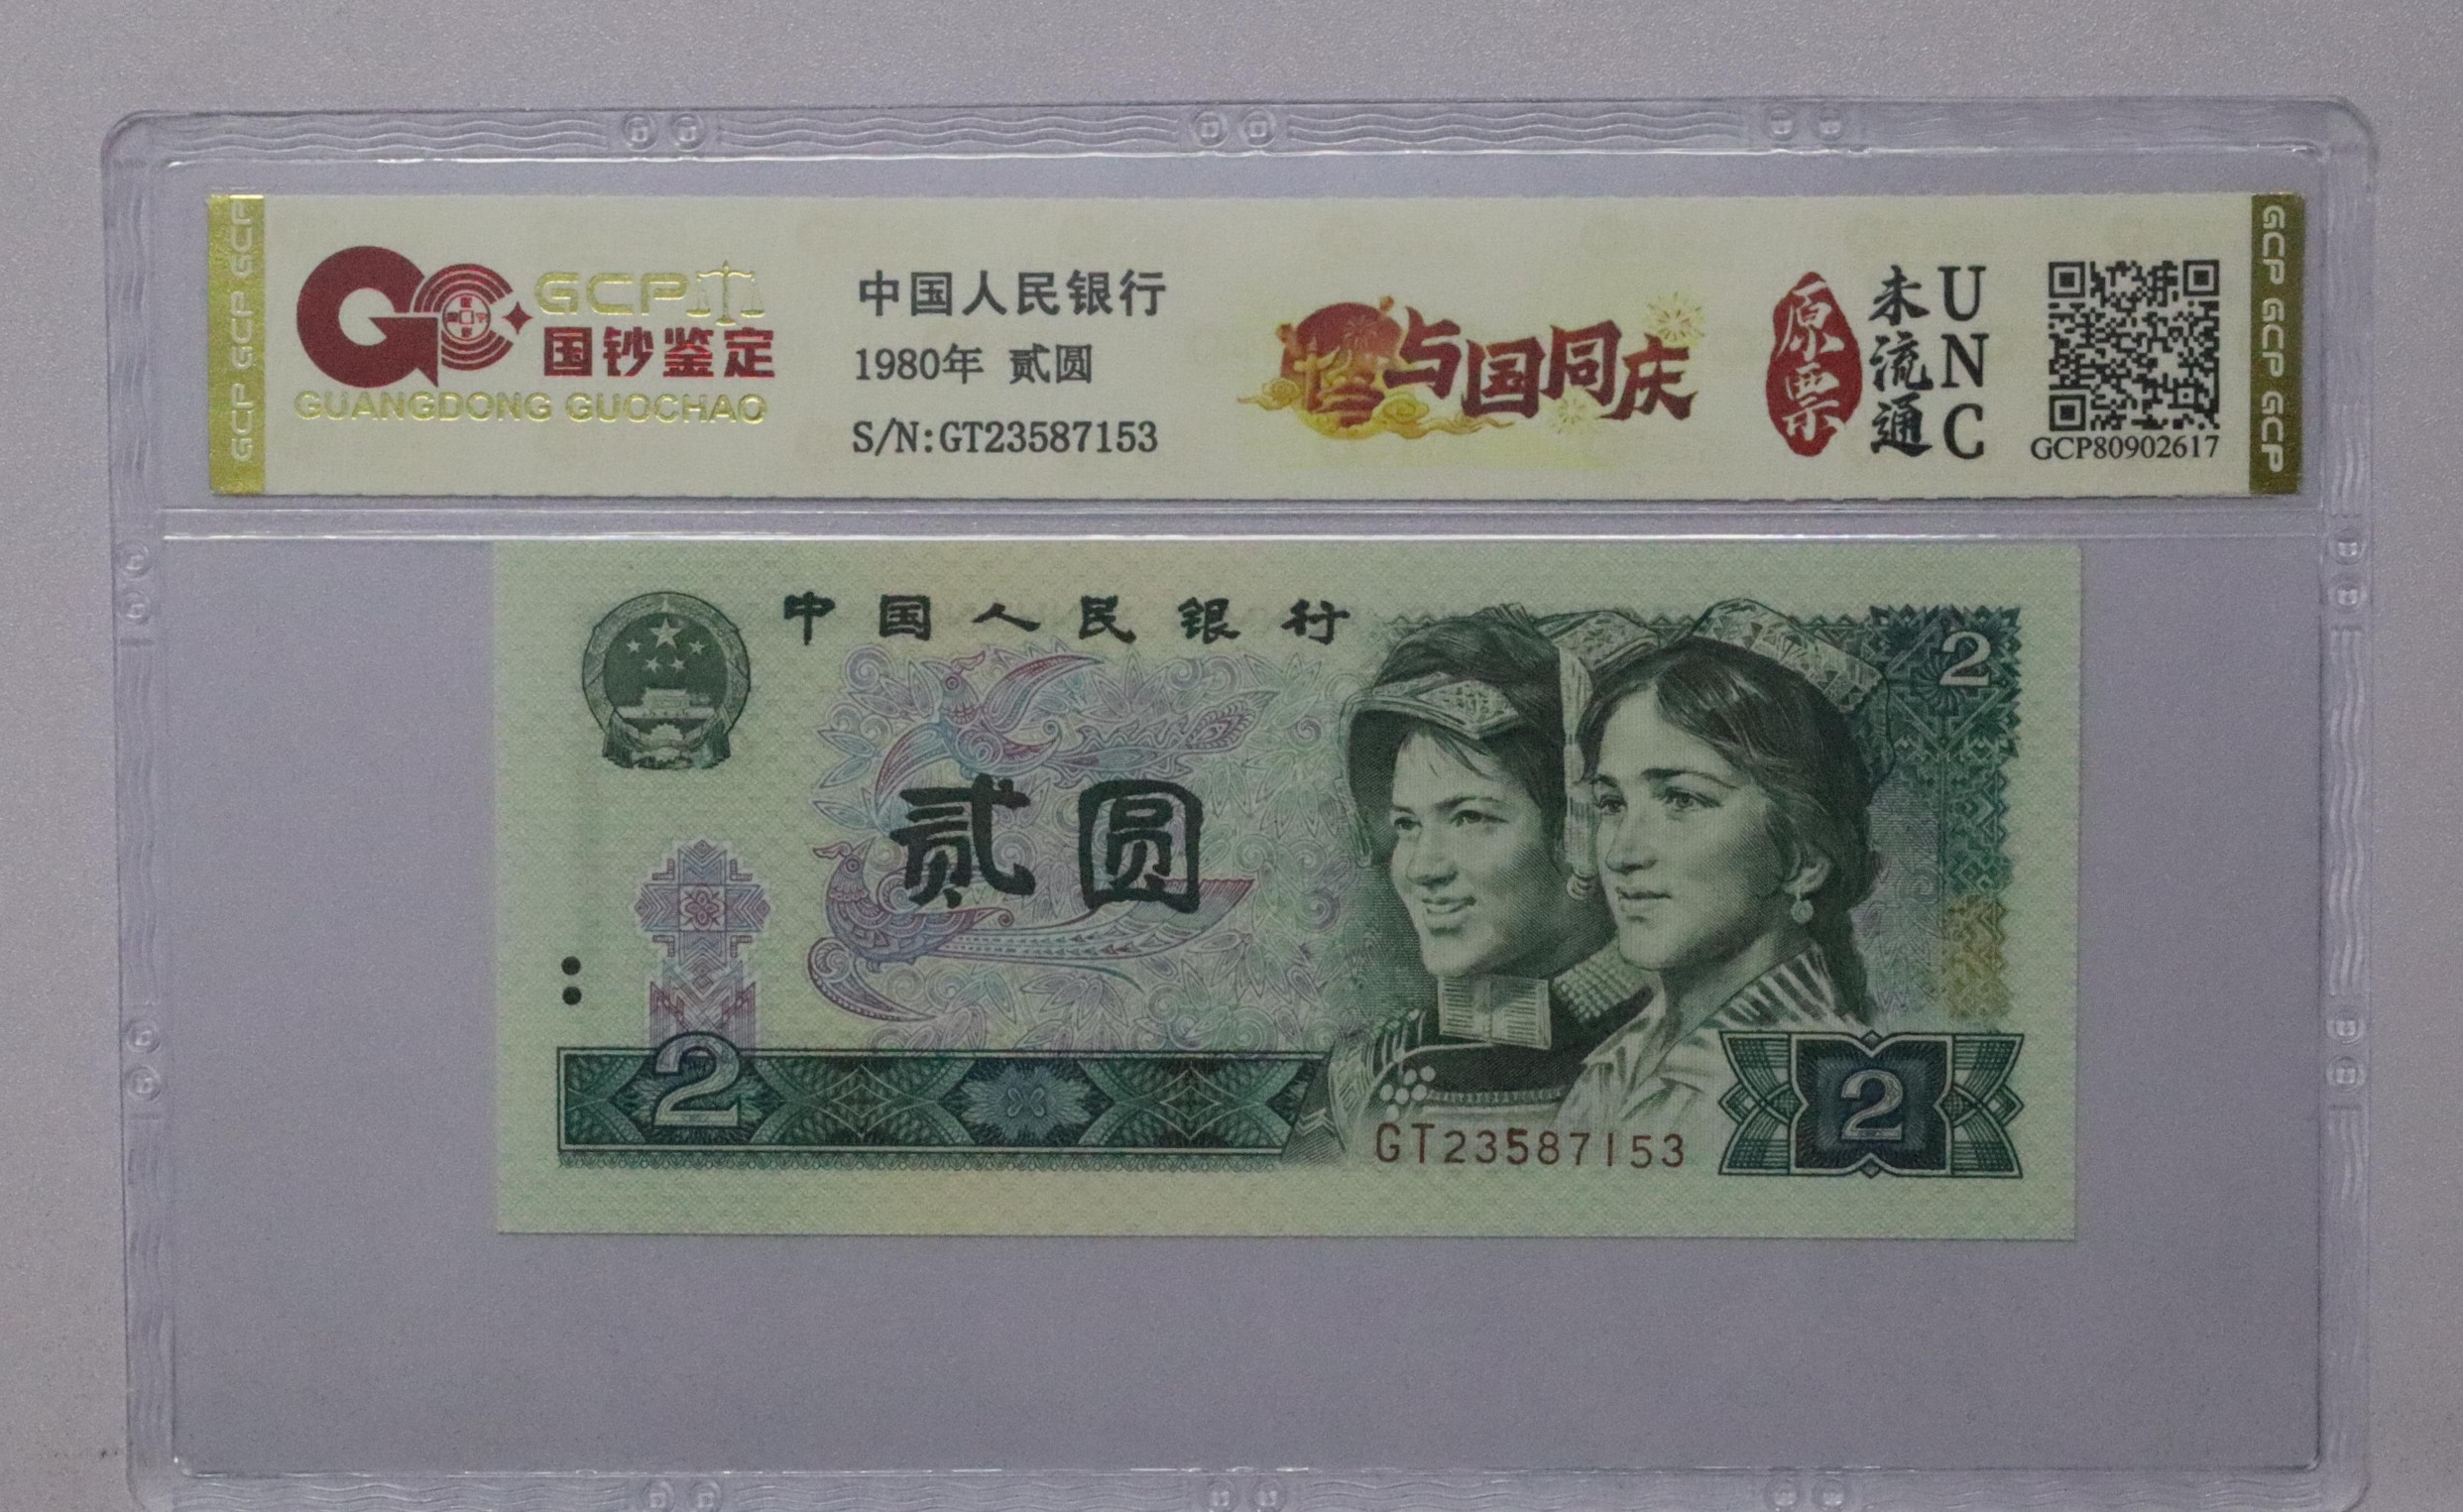 GCP GCP GCP
GCP
国钞鉴定
GUANGDONG GUOCHAO
中国人民银行
1980年 贰圆
S/N:GT23587153
与国同庆
原票
未流通
UNC
GCP80902617
GCP GCP GCP
中国人民银行
2
贰圆
2
GT23587153
2